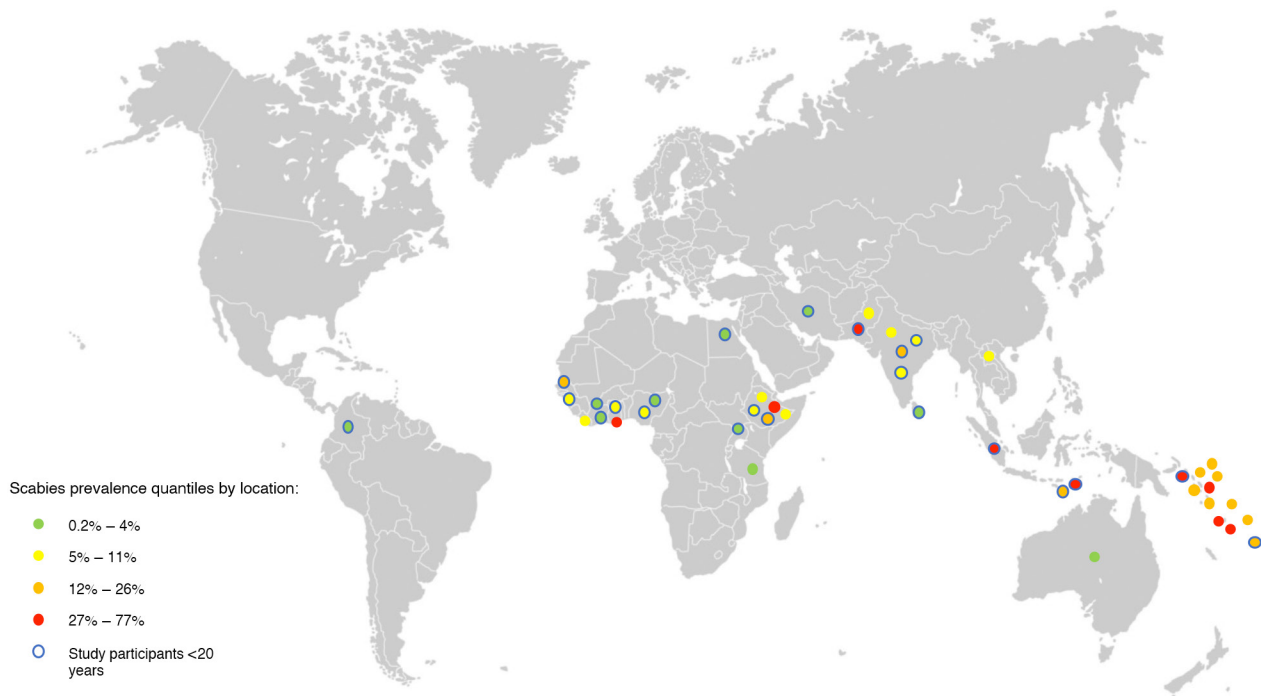 Scabies prevalence quantiles by location:
0.2% – 4%
5% – 11%
12% – 26%
27% – 77%
Study participants <20
years